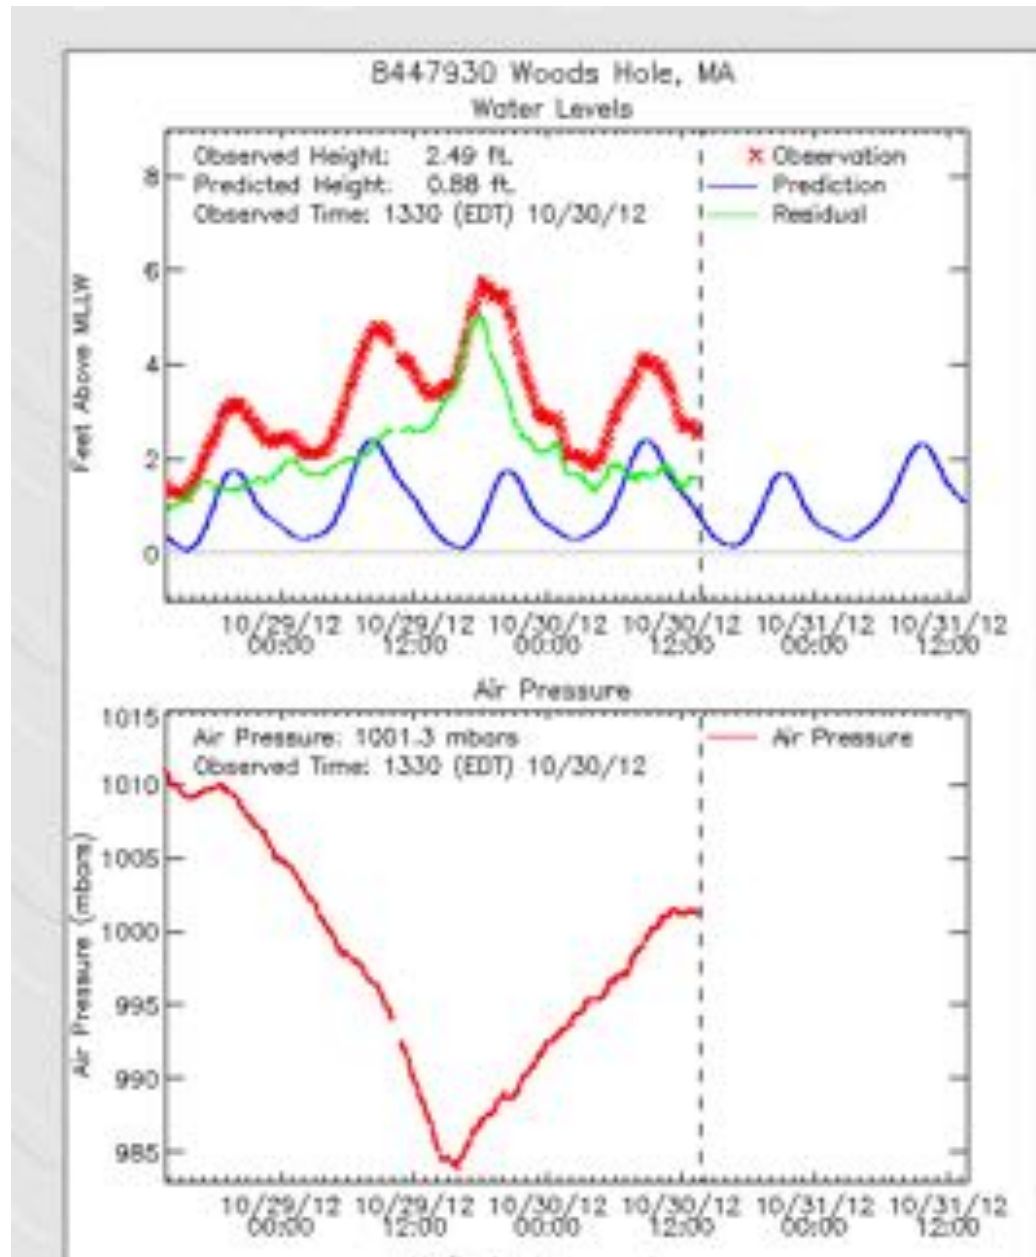 8447930 Woods Hole, MA
Water Levels
Observed Height: 2.49 ft.
Predicted Height: 0.88 ft.
Observed Time: 1330 (EDT) 10/30/12
Observation
Prediction
Residual
Feet Above MLLW
8
6
4
2
0
10/29/12 10/29/12 10/30/12 10/30/12 10/31/12 10/31/12
00:00 12:00 00:00 12:00 00:00 12:00
Air Pressure
Air Pressure: 1001.3 mbars
Observed Time: 1330 (EDT) 10/30/12
Air Pressure
Air Pressure (mbars)
1015
1010
1005
1000
995
990
985
10/29/12 10/29/12 10/30/12 10/30/12 10/31/12 10/31/12
00:00 12:00 00:00 12:00 00:00 12:00